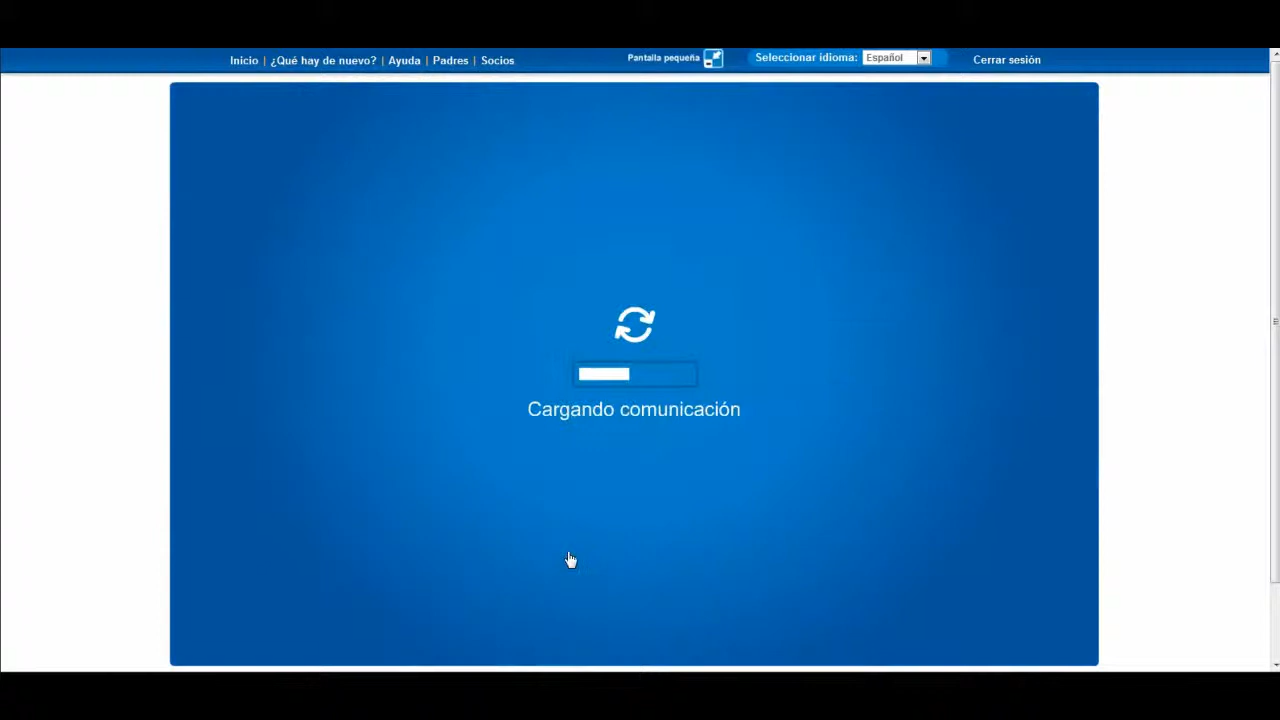 Inicio | ¿Qué hay de nuevo? | Ayuda | Padres | Socios
Pantalla pequeña
Seleccionar idioma: Español
Cerrar sesión
Cargando comunicación